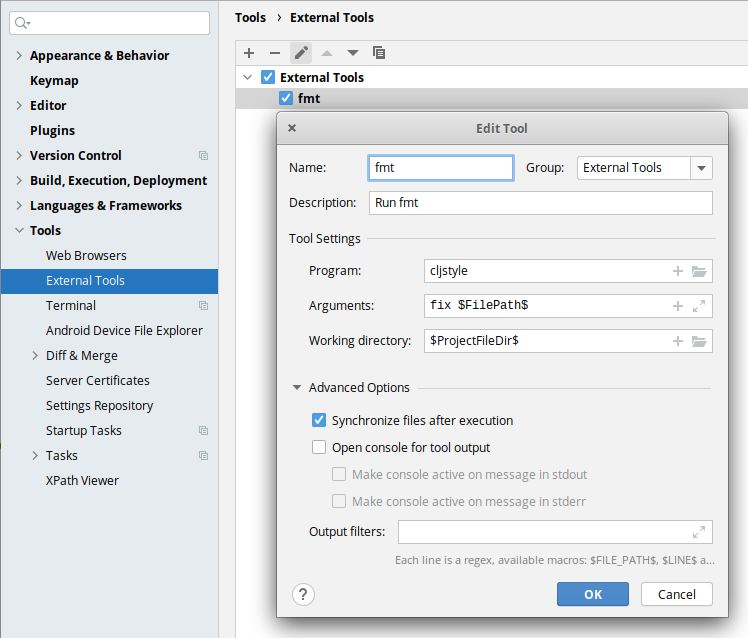 Tools › External Tools
Appearance & Behavior
Keymap
Editor
Plugins
Version Control
Build, Execution, Deployment
Languages & Frameworks
Tools
Web Browsers
External Tools
Terminal
Android Device File Explorer
Diff & Merge
Server Certificates
Settings Repository
Startup Tasks
Tasks
XPath Viewer
External Tools
fmt
Edit Tool
Name: fmt Group: External Tools
Description: Run fmt
Tool Settings
Program: cljstyle
Arguments: fix $FilePath$
Working directory: $ProjectFileDir$
Advanced Options
Synchronize files after execution
Open console for tool output
Make console active on message in stdout
Make console active on message in stderr
Output filters:
Each line is a regex, available macros: $FILE_PATH$, $LINE$ a...
? OK Cancel